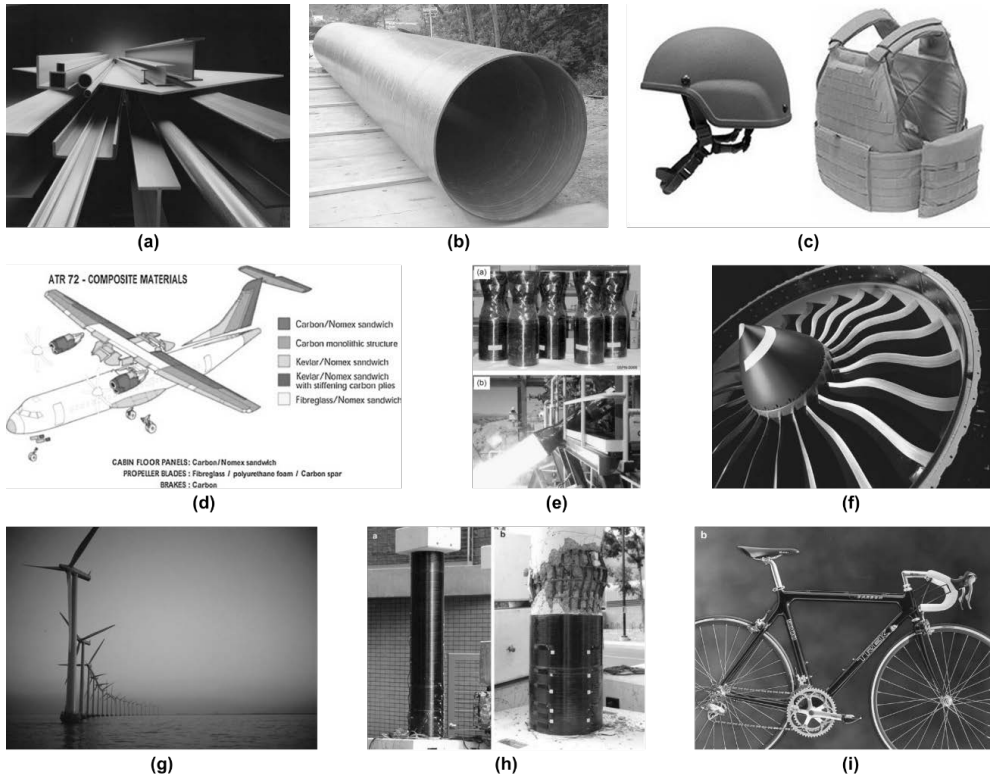 (a)
(b)
(c)
ATR 72 - COMPOSITE MATERIALS
Carbon/Nomex sandwich
Carbon monolithic structure
Kevlar/Nomex sandwich
Kevlar/Nomex sandwich
with stiffening carbon plies
Fibreglass/Nomex sandwich
CABIN FLOOR PANELS: Carbon/Nomex sandwich
PROPELLER BLADES: Fibreglass / polyurethane foam / Carbon spar
BRAKES: Carbon
(a)
(b)
(d)
(e)
(f)
a
b
b
(g)
(h)
(i)